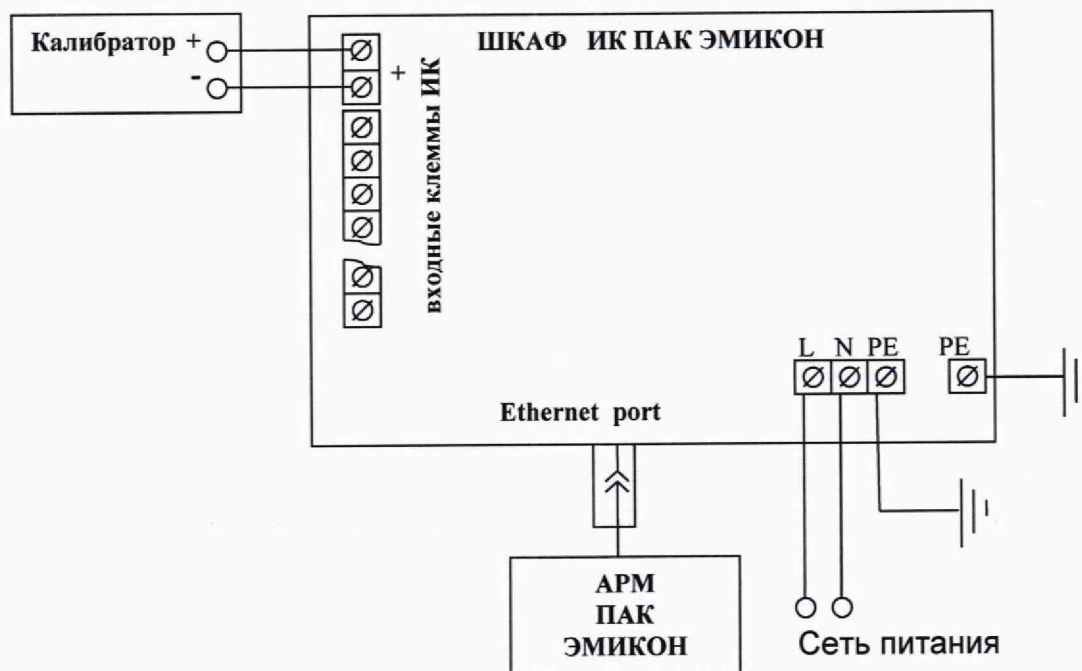 Калибратор +
-
ШКАФ ИК ПАК ЭМИКОН
+
входные клеммы ИК
L N PE PE
Ethernet port
АРМ
ПАК
ЭМИКОН
Сеть питания